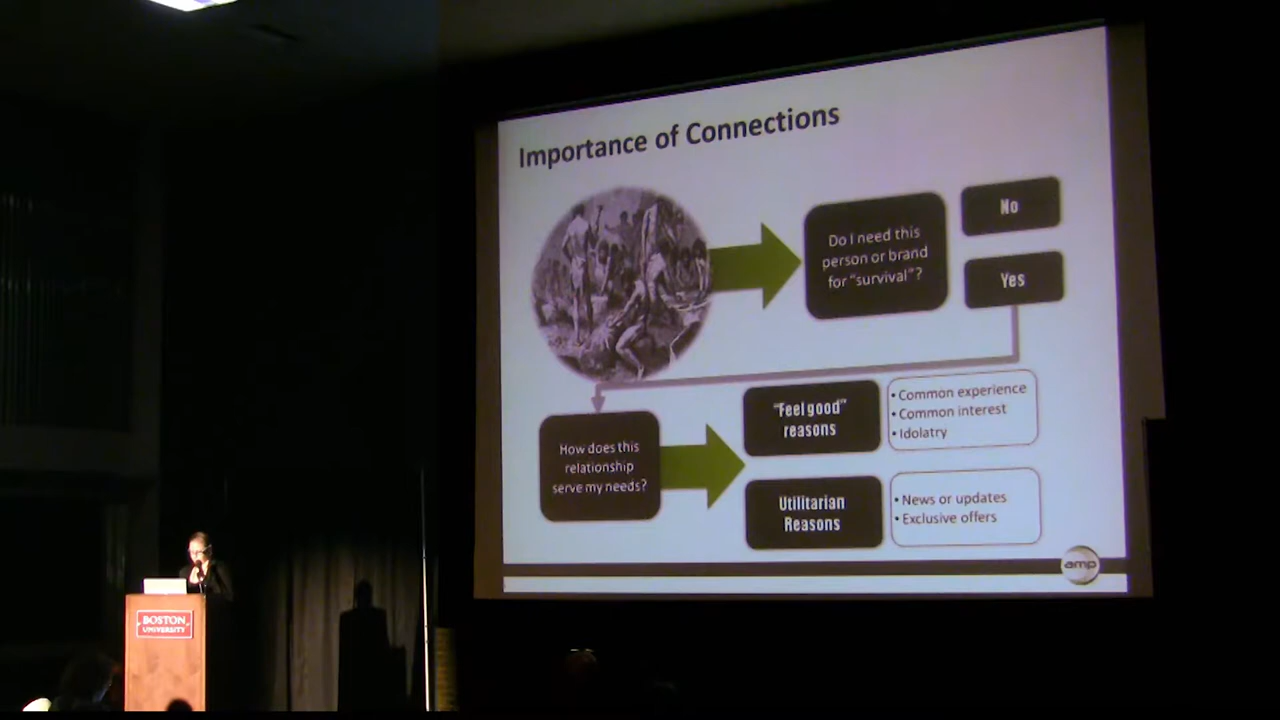 Importance of Connections
Do I need this
person or brand
for "survival"?
No
Yes
How does this
relationship
serve my needs?
"Feel good"
reasons
• Common experience
• Common interest
• Idolatry
Utilitarian
Reasons
• News or updates
• Exclusive offers
amp
BOSTON
UNIVERSITY